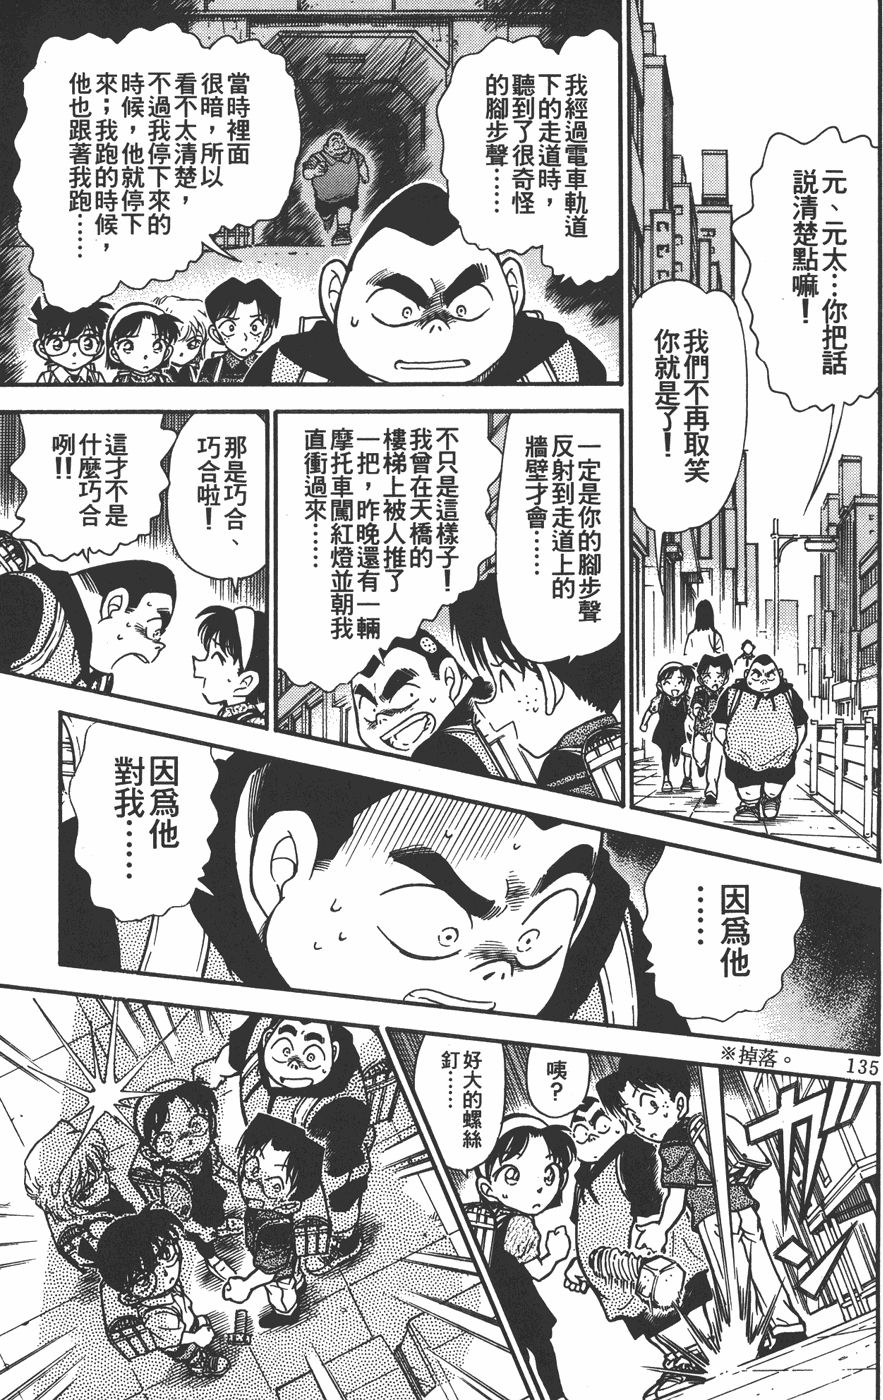 元、元太…你把話
說清楚點嘛！
我們不再取笑
你就是了！
我經過電車軌道
下的走道時，
聽到了很奇怪
的腳步聲……
當時裡面
很暗，所以
看不太清楚，
不過我停下來的
時候，他就停下
來；我跑的時候，
他也跟著我跑……
一定是你的腳步聲
反射到走道上的
牆壁才會……
不只是這樣子！
我曾在天橋的
樓梯上被人推了
一把，昨晚還有一輛
摩托車闖紅燈並朝我
直衝過來……
那是巧合、
巧合啦！
這才不是
什麼巧合
咧!!
因爲他
……
因爲他
對我……
※掉落。
135
ガッ
咦？
好大的螺絲
釘……